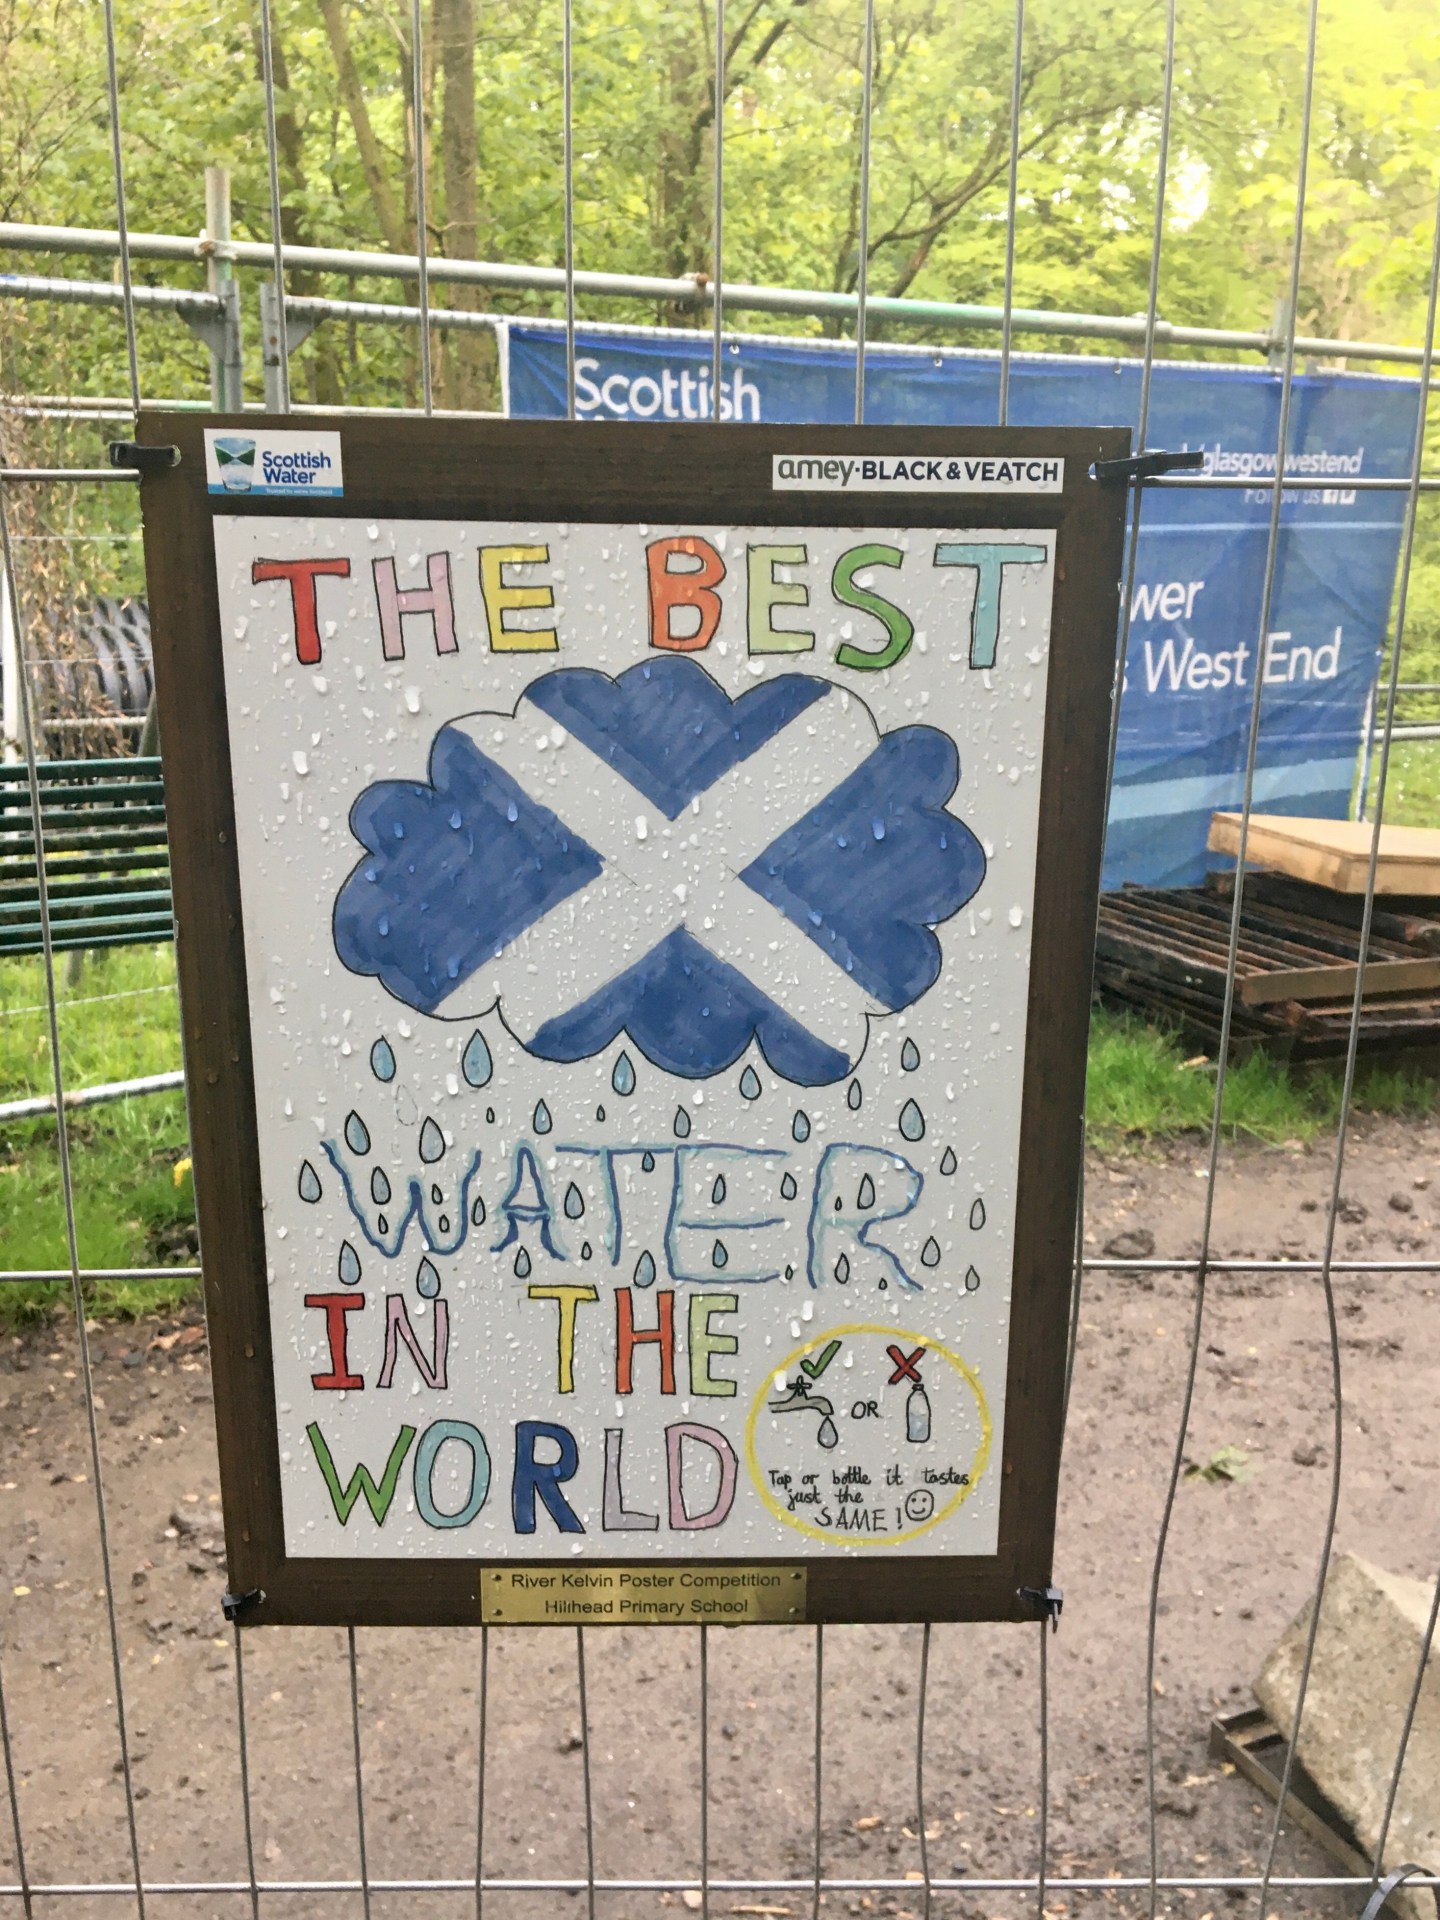 Scottish
glasgowwestend
Follow us
West End
Scottish
Water
amey·BLACK & VEATCH
THE BEST
WATER
IN THE
WORLD
OR
Tap or bottle it tastes
just the
SAME!
River Kelvin Poster Competition
Hillhead Primary School